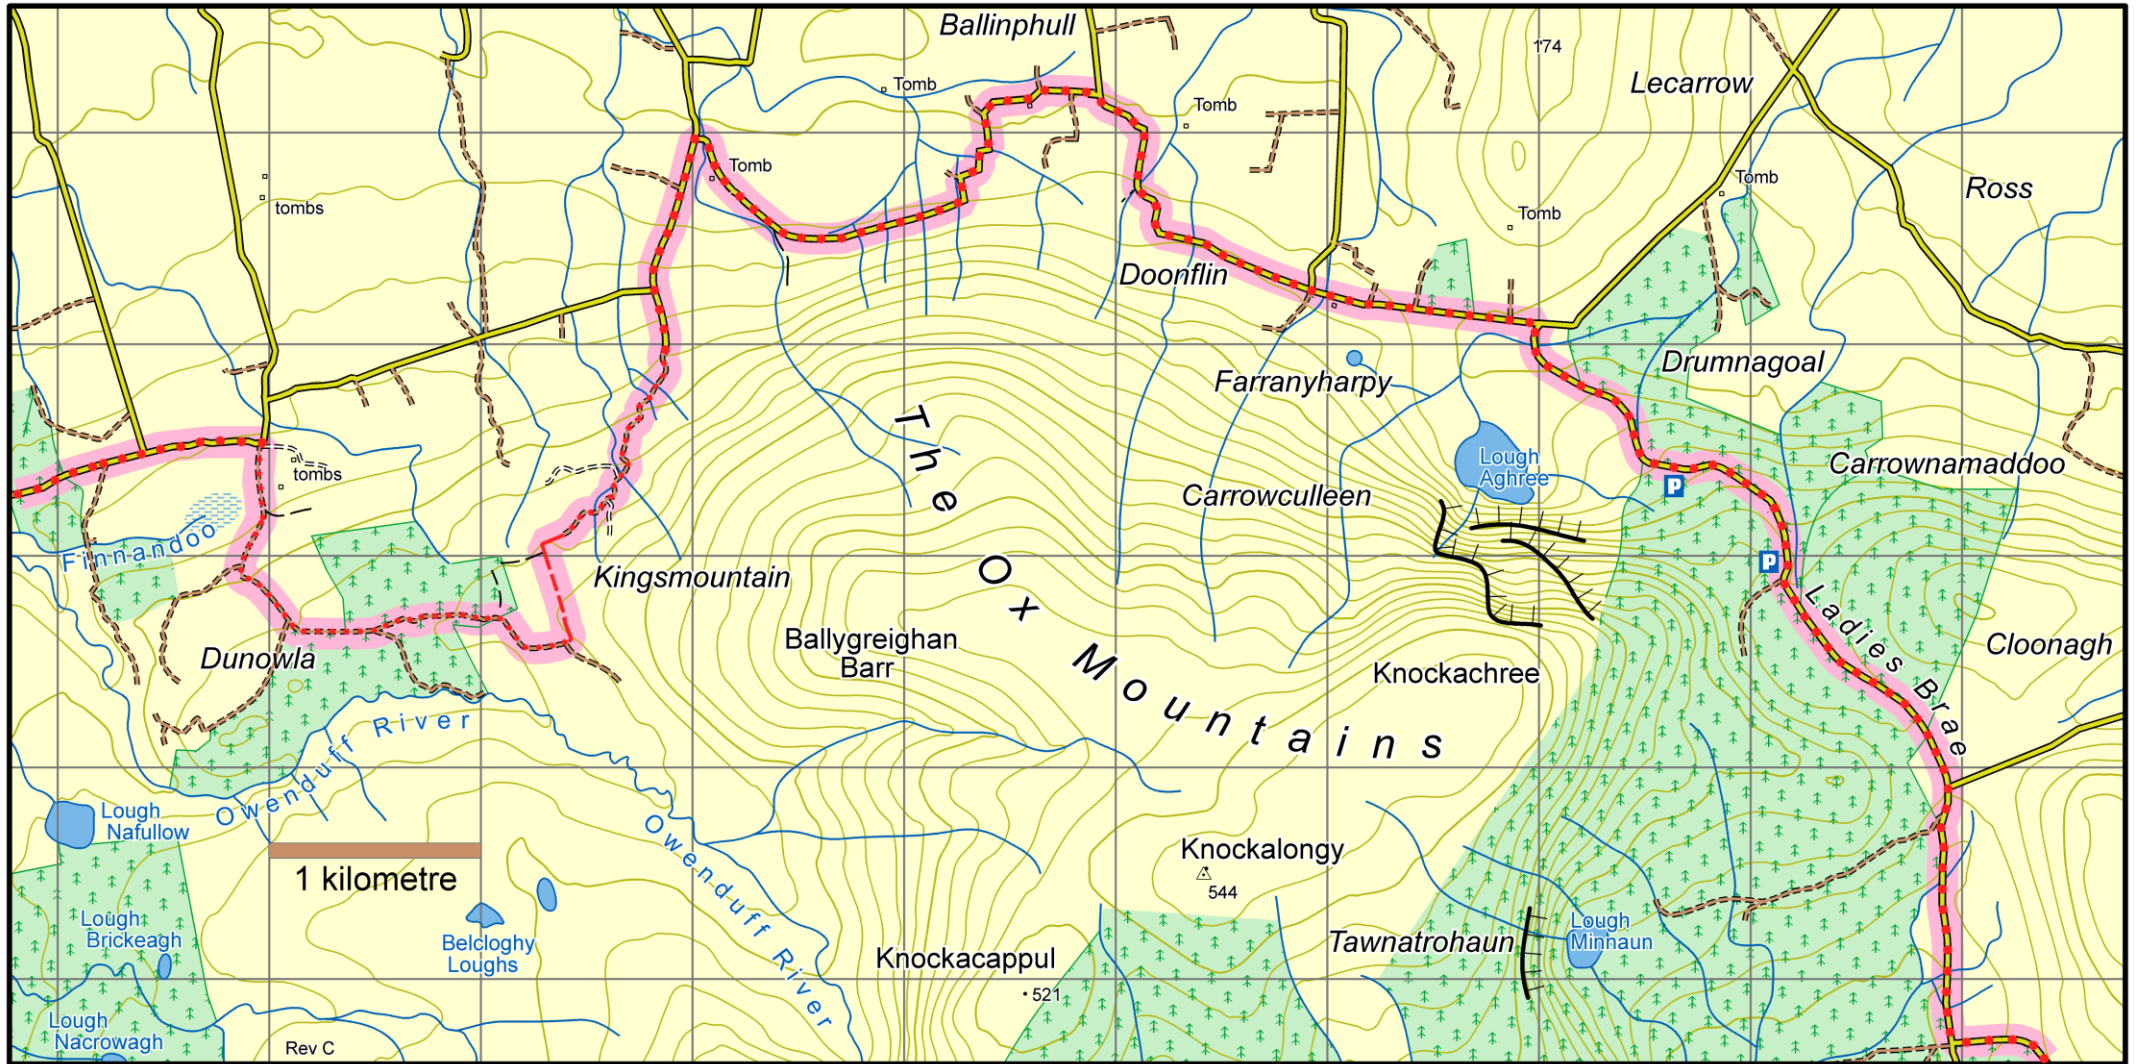 Ballinphull
174
Lecarrow
Tomb
Tomb
Tomb
Tomb
Ross
tombs
Tomb
Doonflin
Drumnagoal
Farranyharpy
The Ox Mountains
Lough
Aghree
Carrownamaddoo
tombs
Carrowculleen
P
Finnandoo
P
Kingsmountain
Ladies Brae
Ballygreighan
Barr
Cloonagh
Dunowla
Knockachree
Owenduff River
Lough
Nafullow
Owenduff River
Knockalongy
544
1 kilometre
Lough
Brickeagh
Belcloghy
Loughs
Tawnatrohaun
Lough
Minnaun
Knockacappul
521
Lough
Nacrowagh
Rev C